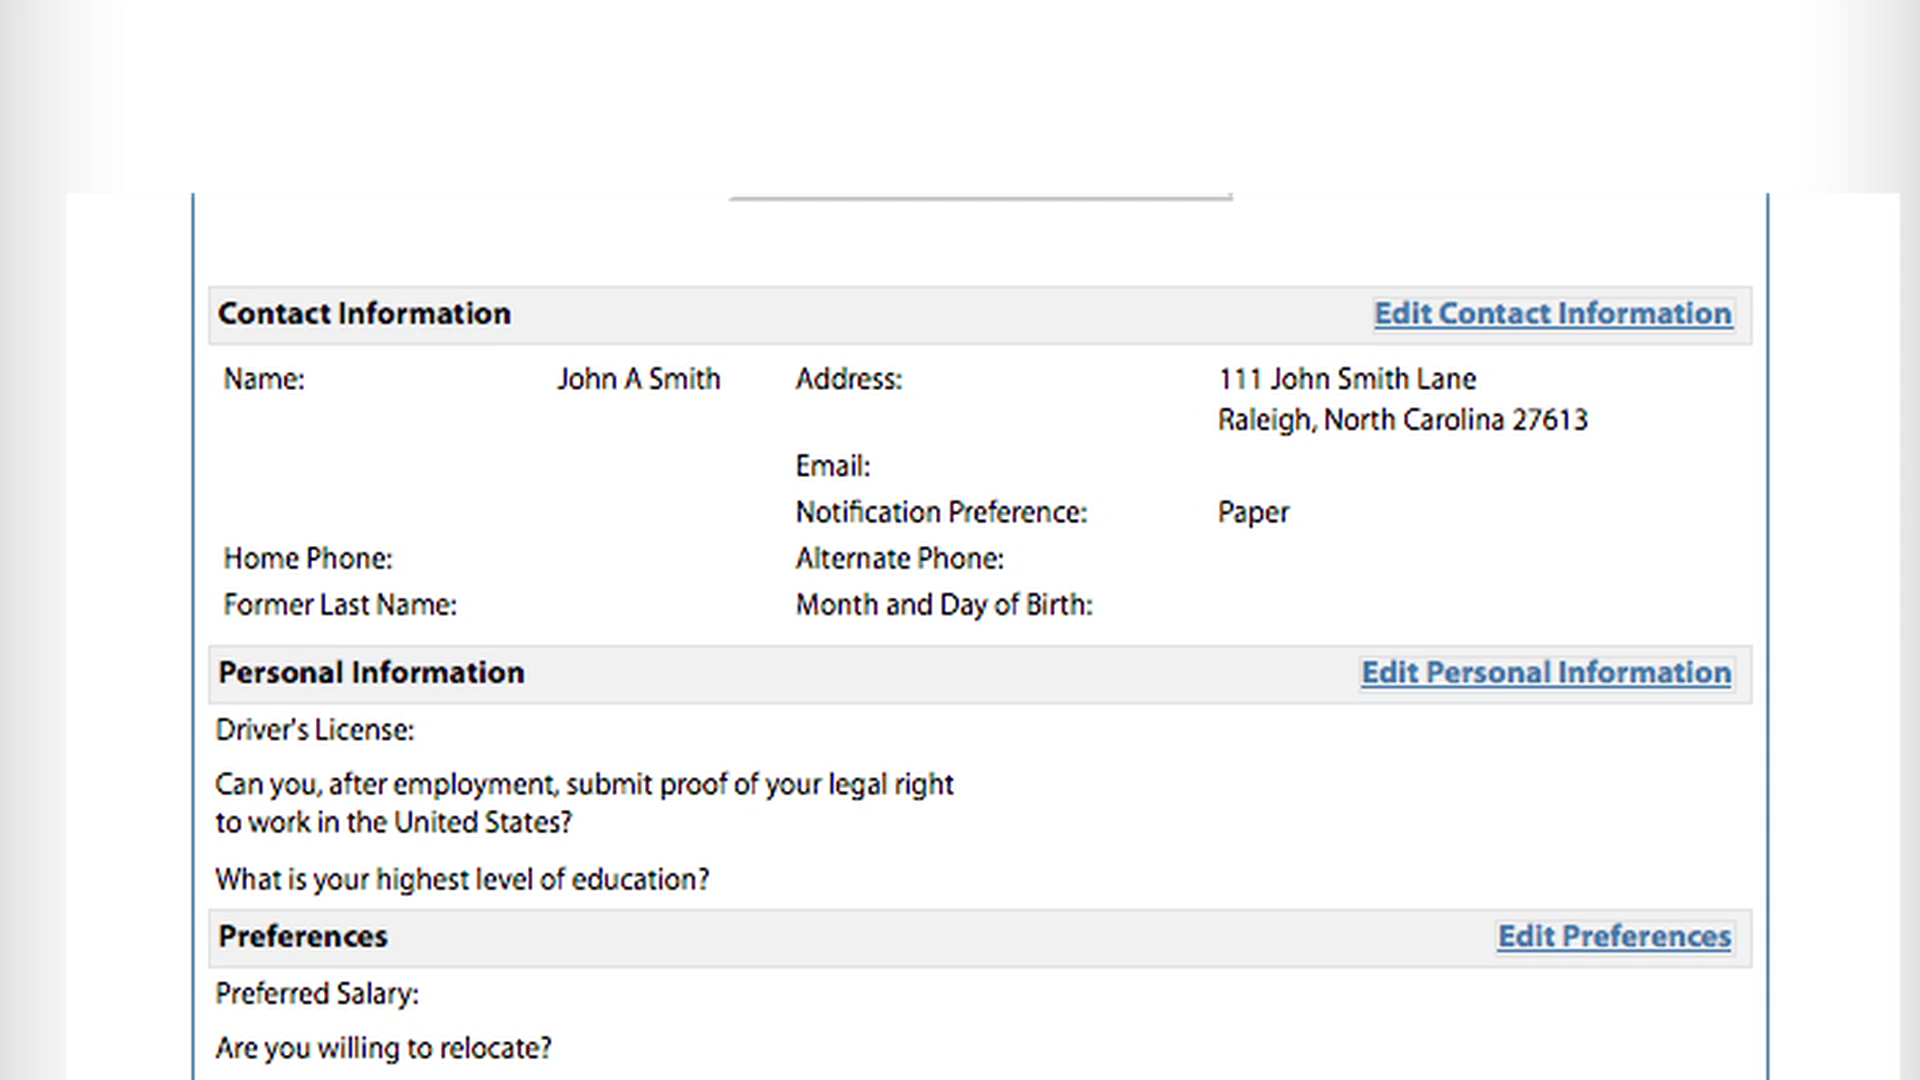 Contact Information Edit Contact Information
Name: John A Smith Address: 111 John Smith Lane
Raleigh, North Carolina 27613
Email:
Notification Preference: Paper
Home Phone: Alternate Phone:
Former Last Name: Month and Day of Birth:
Personal Information Edit Personal Information
Driver's License:
Can you, after employment, submit proof of your legal right
to work in the United States?
What is your highest level of education?
Preferences Edit Preferences
Preferred Salary:
Are you willing to relocate?